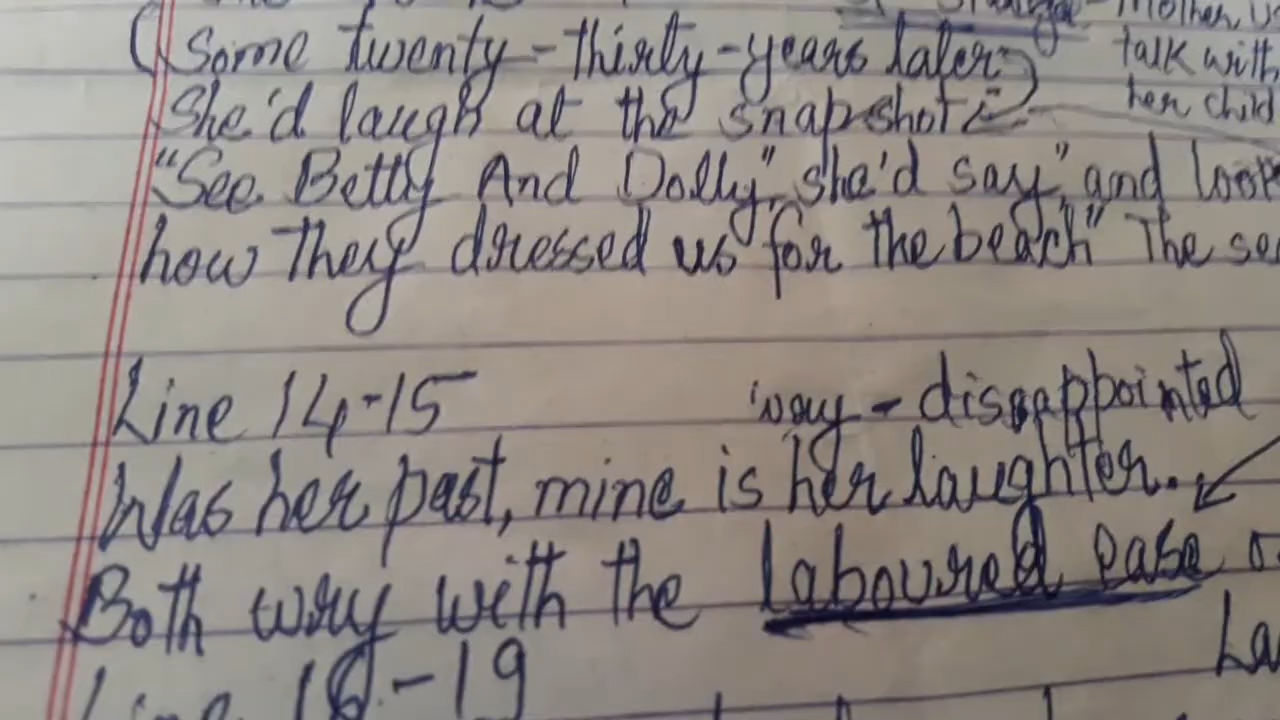 Mother
talk with
her child
(Some twenty-thirty-years later)
She'd laugh at the snapshot:
"See Betty And Dolly", she'd say," and look
how they dressed us for the beach" The
Line 14-15
wry - disappointed
Was her past, mine is her laughter.
Both wry with the laboured ease
Line 16-19